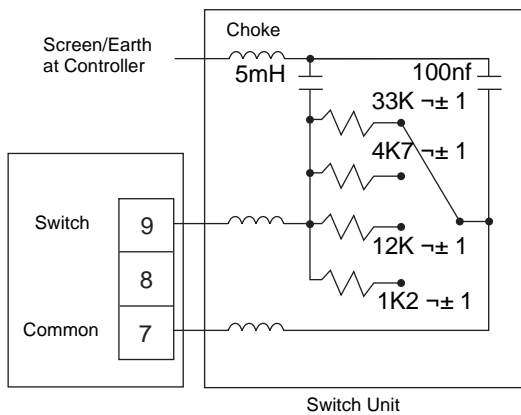 Choke
Screen/Earth
at Controller
5mH
100nf
33K ¬± 1
4K7 ¬± 1
Switch
9
12K ¬± 1
8
1K2 ¬± 1
Common
7
Switch Unit